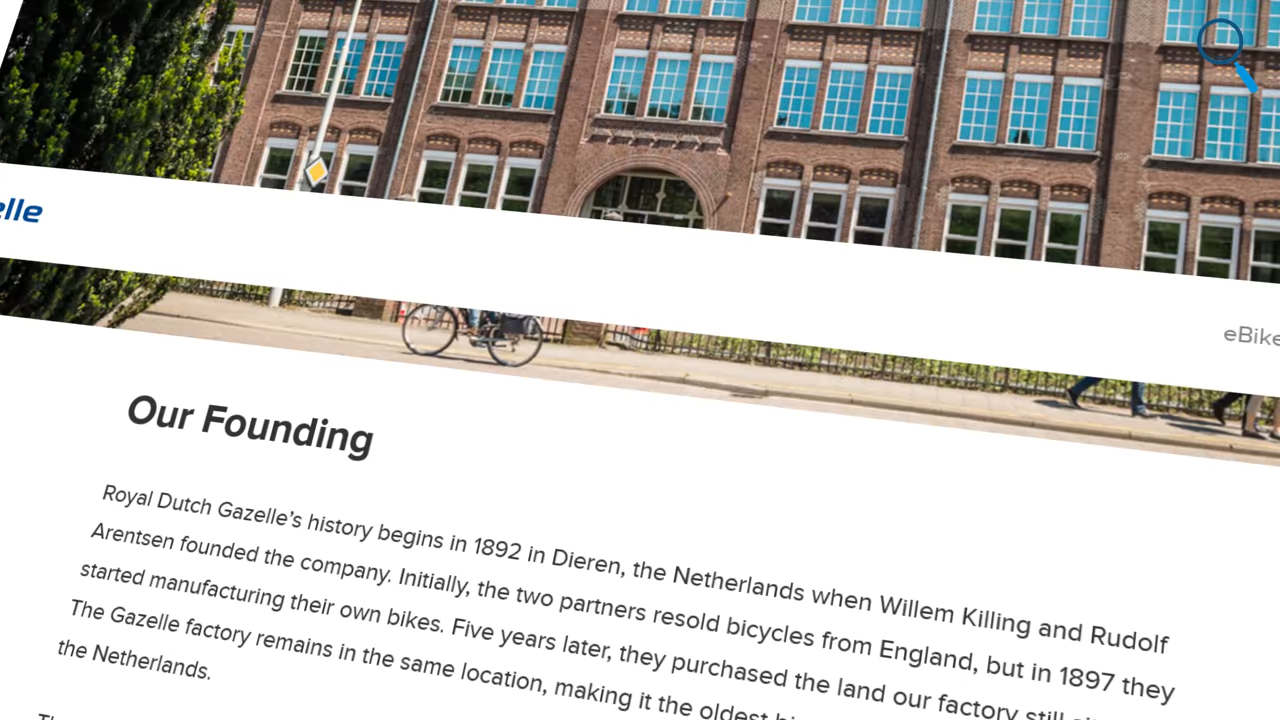 elle
eBike
Our Founding
Royal Dutch Gazelle's history begins in 1892 in Dieren, the Netherlands when Willem Killing and Rudolf
Arentsen founded the company. Initially, the two partners resold bicycles from England, but in 1897 they
started manufacturing their own bikes. Five years later, they purchased the land our factory still
The Gazelle factory remains in the same location, making it the oldest
the Netherlands.